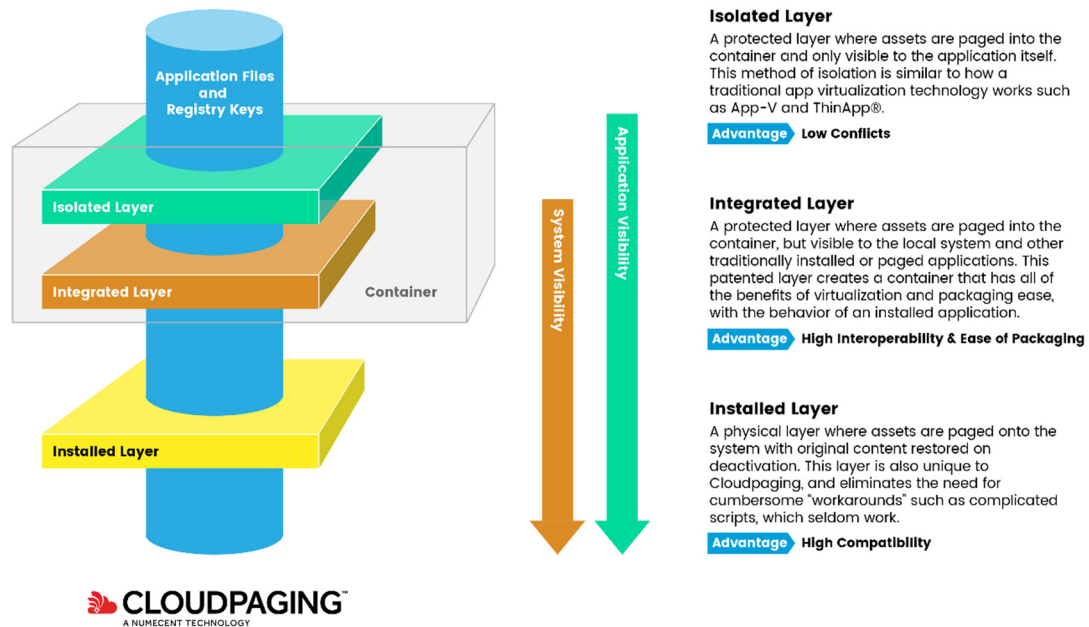 Application Files
and
Registry Keys
Isolated Layer
Integrated Layer
Container
Installed Layer
System Visibility
Application Visibility
Isolated Layer
A protected layer where assets are paged into the
container and only visible to the application itself.
This method of isolation is similar to how a
traditional app virtualization technology works such
as App-V and ThinApp®.
Advantage Low Conflicts
Integrated Layer
A protected layer where assets are paged into the
container, but visible to the local system and other
traditionally installed or paged applications. This
patented layer creates a container that has all of
the benefits of virtualization and packaging ease,
with the behavior of an installed application.
Advantage High Interoperability & Ease of Packaging
Installed Layer
A physical layer where assets are paged onto the
system with original content restored on
deactivation. This layer is also unique to
Cloudpaging, and eliminates the need for
cumbersome "workarounds" such as complicated
scripts, which seldom work.
Advantage High Compatibility
CLOUDPAGING™
A NUMECENT TECHNOLOGY